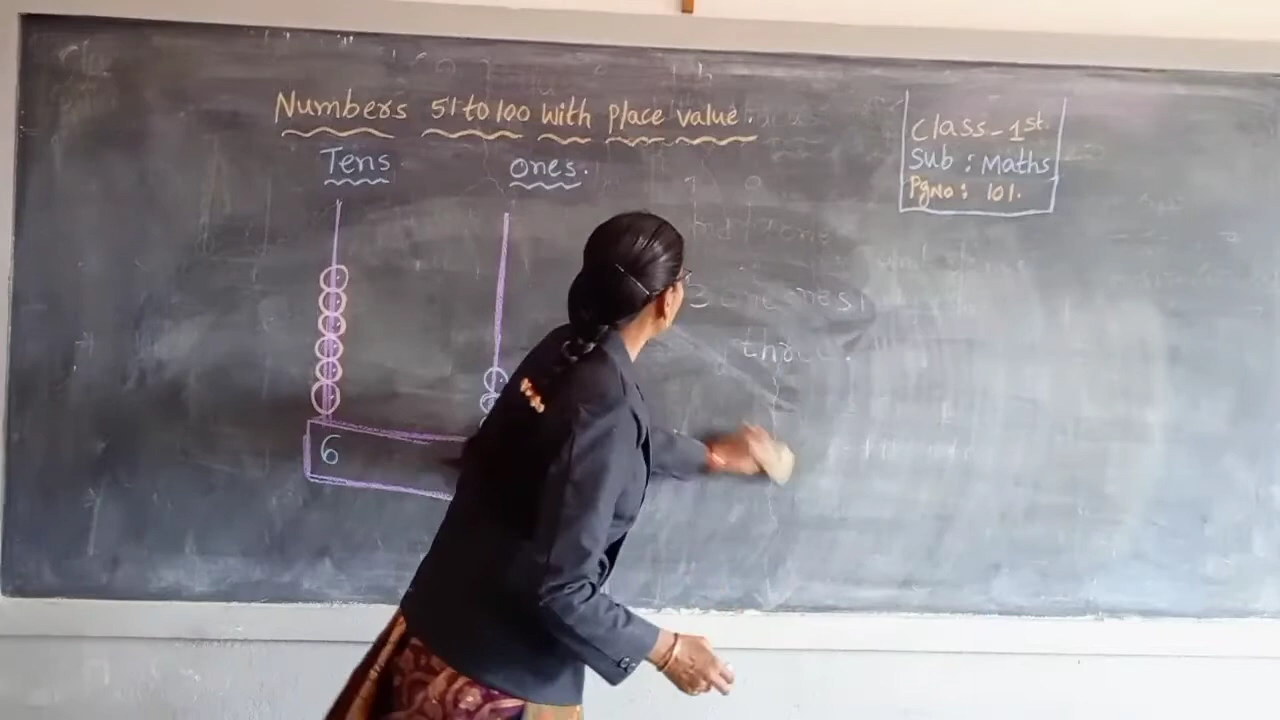 Numbers 51 to 100 with place value.
Class - 1st.
Sub : Maths
Pg No : 101.
Tens.
ones.
6